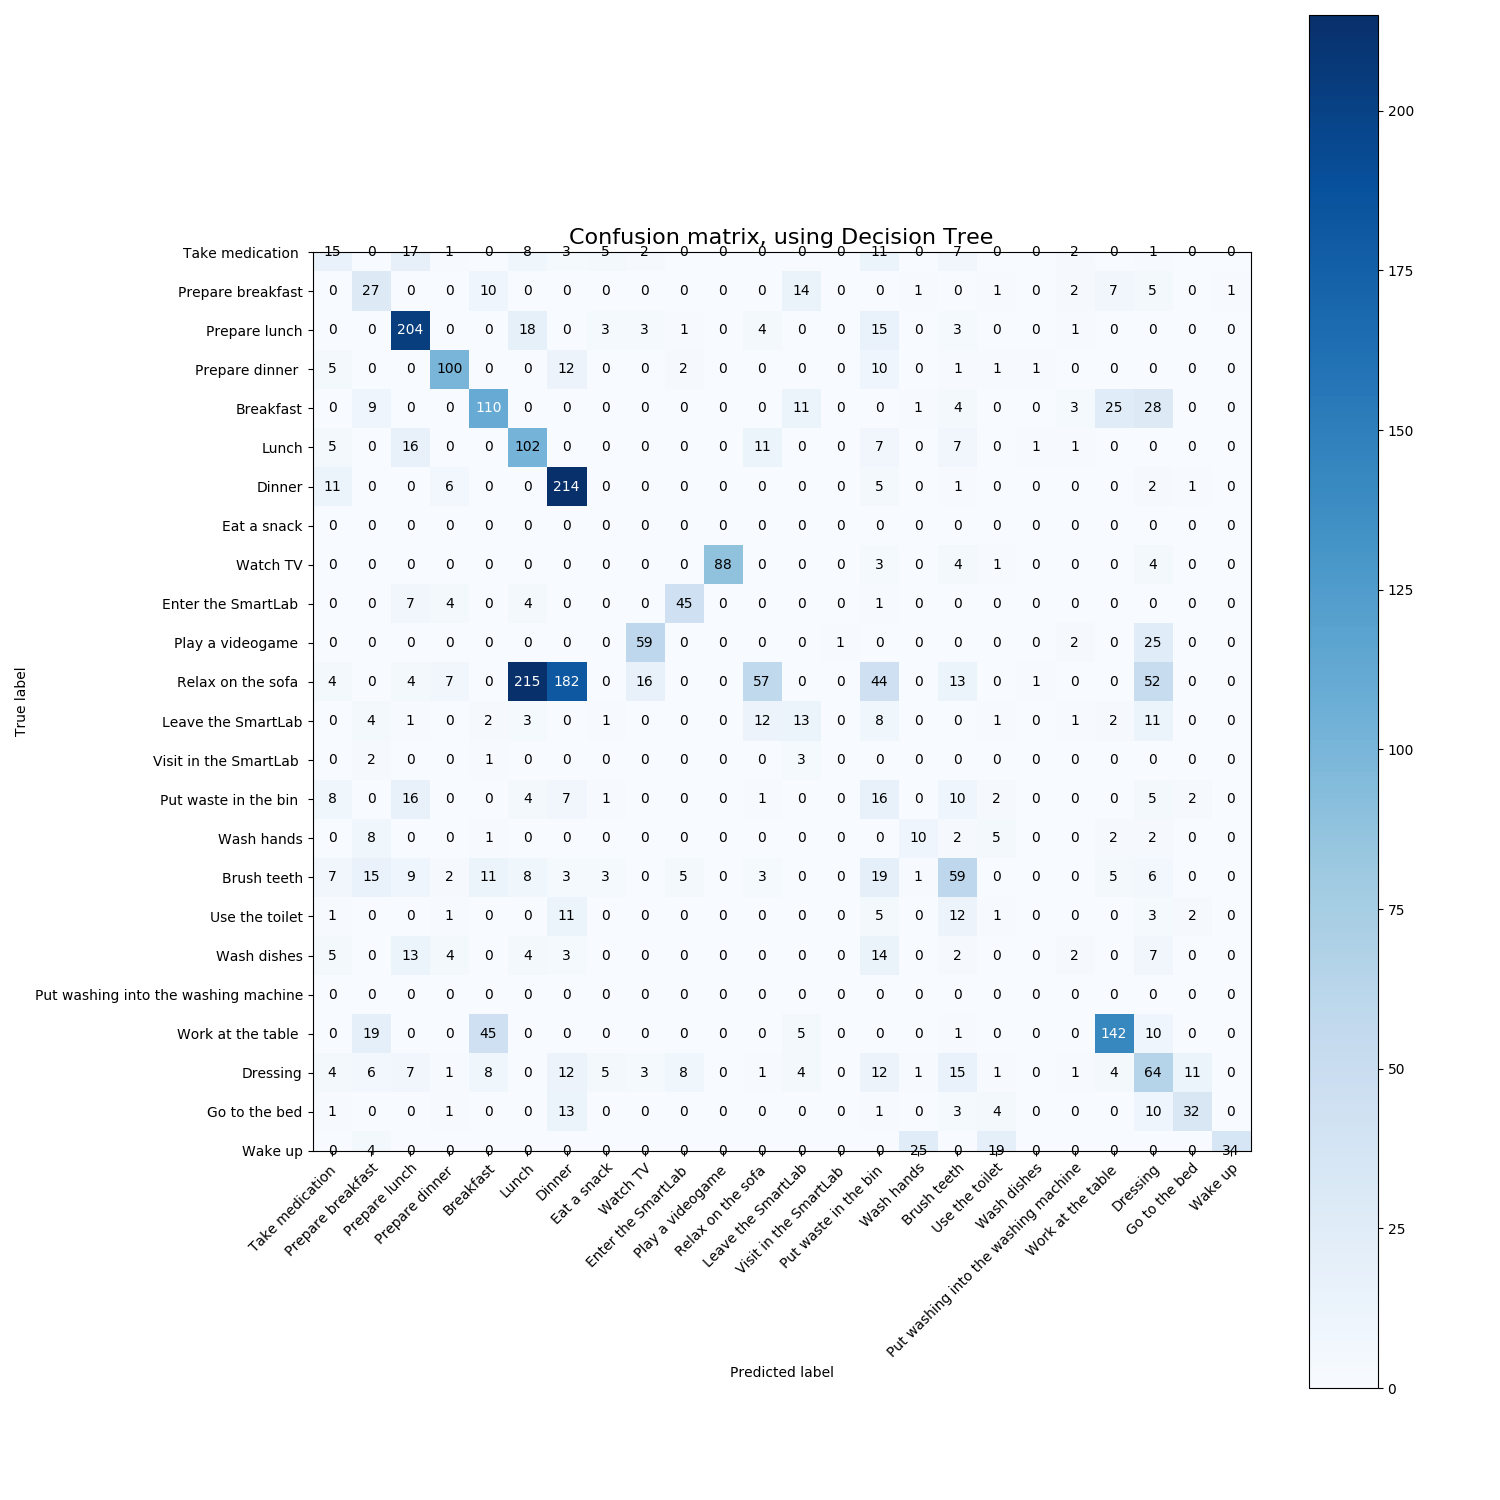 Confusion matrix, using Decision Tree
Take medication 15 0 17 1 0 8 3 5 2 0 0 0 0 0 11 0 7 0 0 2 0 1 0 0
Prepare breakfast 0 27 0 0 10 0 0 0 0 0 0 0 14 0 0 1 0 1 0 2 7 5 0 1
Prepare lunch 0 0 204 0 0 18 0 3 3 1 0 4 0 0 15 0 3 0 0 1 0 0 0 0
Prepare dinner 5 0 0 100 0 0 12 0 0 2 0 0 0 0 10 0 1 1 1 0 0 0 0 0
Breakfast 0 9 0 0 110 0 0 0 0 0 0 0 11 0 0 1 4 0 0 3 25 28 0 0
Lunch 5 0 16 0 0 102 0 0 0 0 0 11 0 0 7 0 7 0 1 1 0 0 0 0
Dinner 11 0 0 6 0 0 214 0 0 0 0 0 0 0 5 0 1 0 0 0 0 2 1 0
Eat a snack 0 0 0 0 0 0 0 0 0 0 0 0 0 0 0 0 0 0 0 0 0 0 0 0
Watch TV 0 0 0 0 0 0 0 0 0 0 88 0 0 0 3 0 4 1 0 0 0 4 0 0
Enter the SmartLab 0 0 7 4 0 4 0 0 0 45 0 0 0 0 1 0 0 0 0 0 0 0 0 0
Play a videogame 0 0 0 0 0 0 0 0 59 0 0 0 0 1 0 0 0 0 0 2 0 25 0 0
Relax on the sofa 4 0 4 7 0 215 182 0 16 0 0 57 0 0 44 0 13 0 1 0 0 52 0 0
Leave the SmartLab 0 4 1 0 2 3 0 1 0 0 0 12 13 0 8 0 0 1 0 1 2 11 0 0
Visit in the SmartLab 0 2 0 0 1 0 0 0 0 0 0 0 3 0 0 0 0 0 0 0 0 0 0 0
Put waste in the bin 8 0 16 0 0 4 7 1 0 0 0 1 0 0 16 0 10 2 0 0 0 5 2 0
Wash hands 0 8 0 0 1 0 0 0 0 0 0 0 0 0 0 10 2 5 0 0 2 2 0 0
Brush teeth 7 15 9 2 11 8 3 3 0 5 0 3 0 0 19 1 59 0 0 0 5 6 0 0
Use the toilet 1 0 0 1 0 0 11 0 0 0 0 0 0 0 5 0 12 1 0 0 0 3 2 0
Wash dishes 5 0 13 4 0 4 3 0 0 0 0 0 0 0 14 0 2 0 0 2 0 7 0 0
Put washing into the washing machine 0 0 0 0 0 0 0 0 0 0 0 0 0 0 0 0 0 0 0 0 0 0 0 0
Work at the table 0 19 0 0 45 0 0 0 0 0 0 0 5 0 0 0 1 0 0 0 142 10 0 0
Dressing 4 6 7 1 8 0 12 5 3 8 0 1 4 0 12 1 15 1 0 1 4 64 11 0
Go to the bed 1 0 0 1 0 0 13 0 0 0 0 0 0 0 1 0 3 4 0 0 0 10 32 0
Wake up 0 4 0 0 0 0 0 0 0 0 0 0 0 0 0 25 0 19 0 0 0 0 0 34
True label
Take medication
Prepare breakfast
Prepare lunch
Prepare dinner
Breakfast
Lunch
Dinner
Eat a snack
Watch TV
Enter the SmartLab
Play a videogame
Relax on the sofa
Leave the SmartLab
Visit in the SmartLab
Put waste in the bin
Wash hands
Brush teeth
Use the toilet
Wash dishes
Put washing into the washing machine
Work at the table
Dressing
Go to the bed
Wake up
Predicted label
200
175
150
125
100
75
50
25
0